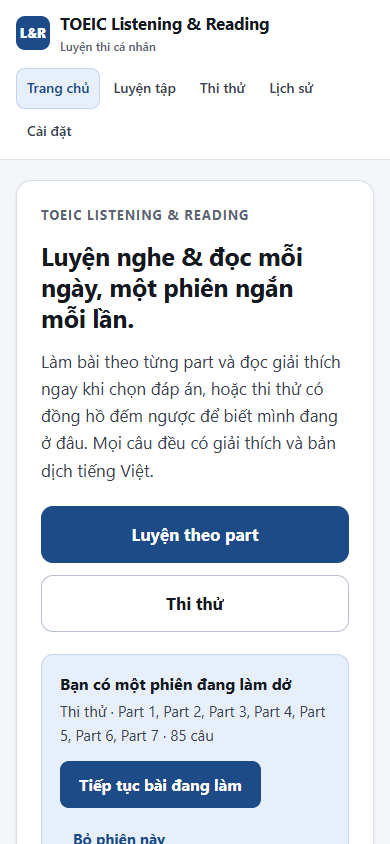 L&R
TOEIC Listening & Reading
Luyện thi cá nhân
Trang chủ
Luyện tập
Thi thử
Lịch sử
Cài đặt
TOEIC LISTENING & READING
Luyện nghe & đọc mỗi
ngày, một phiên ngắn
mỗi lần.
Làm bài theo từng part và đọc giải thích
ngay khi chọn đáp án, hoặc thi thử có
đồng hồ đếm ngược để biết mình đang
ở đâu. Mọi câu đều có giải thích và bản
dịch tiếng Việt.
Luyện theo part
Thi thử
Bạn có một phiên đang làm dở
Thi thử · Part 1, Part 2, Part 3, Part 4, Part
5, Part 6, Part 7 · 85 câu
Tiếp tục bài đang làm
Bỏ phiên này